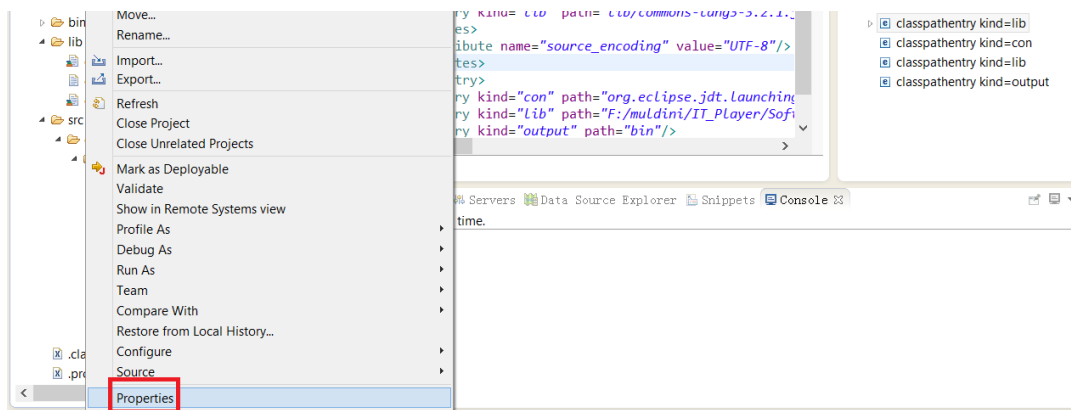 bin
lib
src
.cla
.pro
Move...
Rename...
Import...
Export...
Refresh
Close Project
Close Unrelated Projects
Mark as Deployable
Validate
Show in Remote Systems view
Profile As
Debug As
Run As
Team
Compare With
Restore from Local History...
Configure
Source
Properties
ry kind="lib" path="lib/commons-lang3-3.2.1.j
es>
ibute name="source_encoding" value="UTF-8"/>
tes>
try>
ry kind="con" path="org.eclipse.jdt.launching
ry kind="lib" path="F:/muldini/IT_Player/Soft
ry kind="output" path="bin"/>
classpathentry kind=lib
classpathentry kind=con
classpathentry kind=lib
classpathentry kind=output
Servers Data Source Explorer Snippets Console
time.